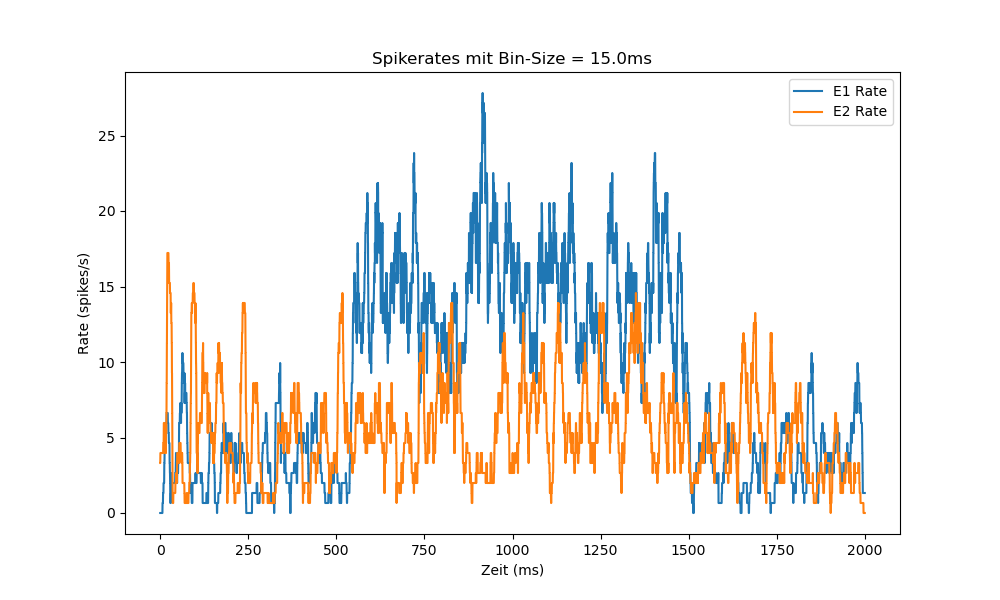 Spikerates mit Bin-Size = 15.0ms
E1 Rate
E2 Rate
25
20
15
10
5
0
Rate (spikes/s)
0 250 500 750 1000 1250 1500 1750 2000
Zeit (ms)